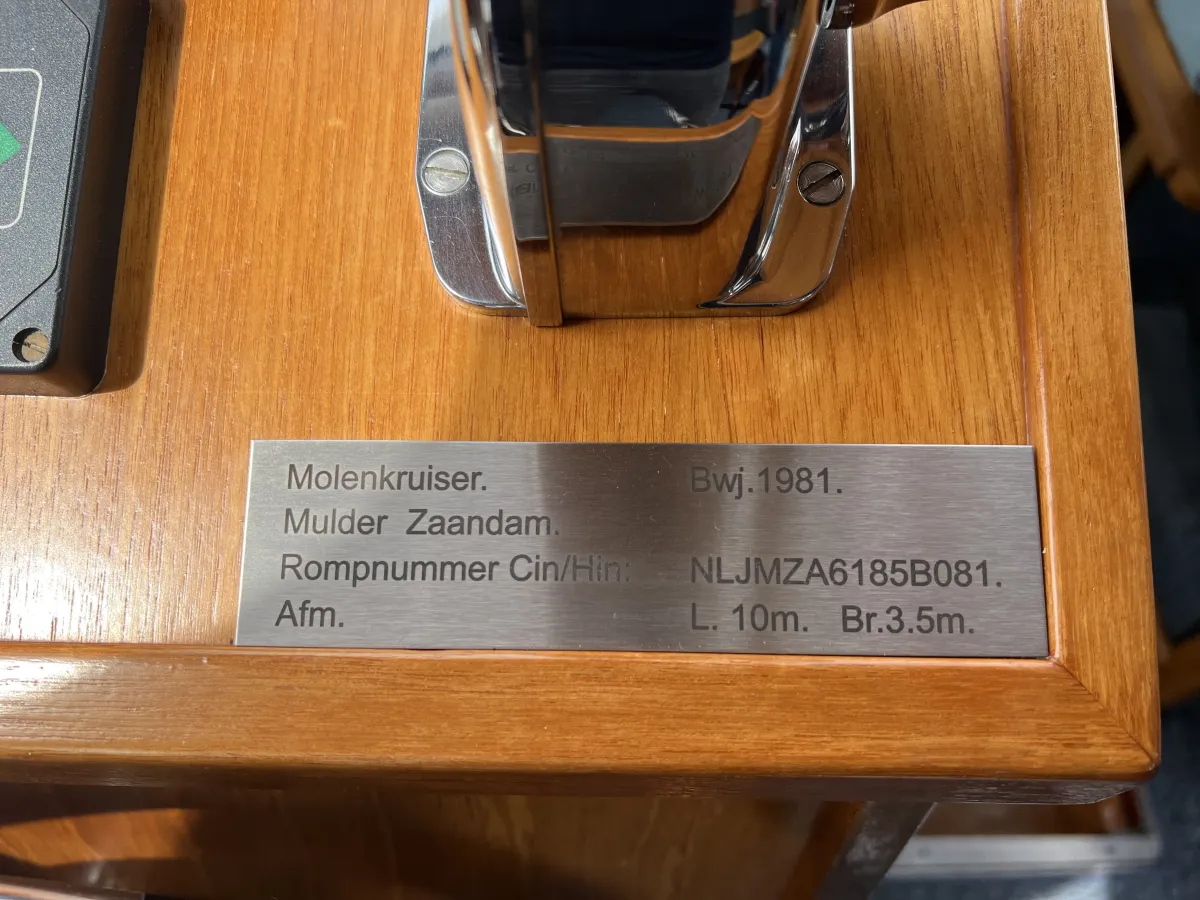 Molenkruiser. Bwj.1981.
Mulder Zaandam.
Rompnummer Cin/Hin: NLJMZA6185B081.
Afm. L. 10m. Br.3.5m.